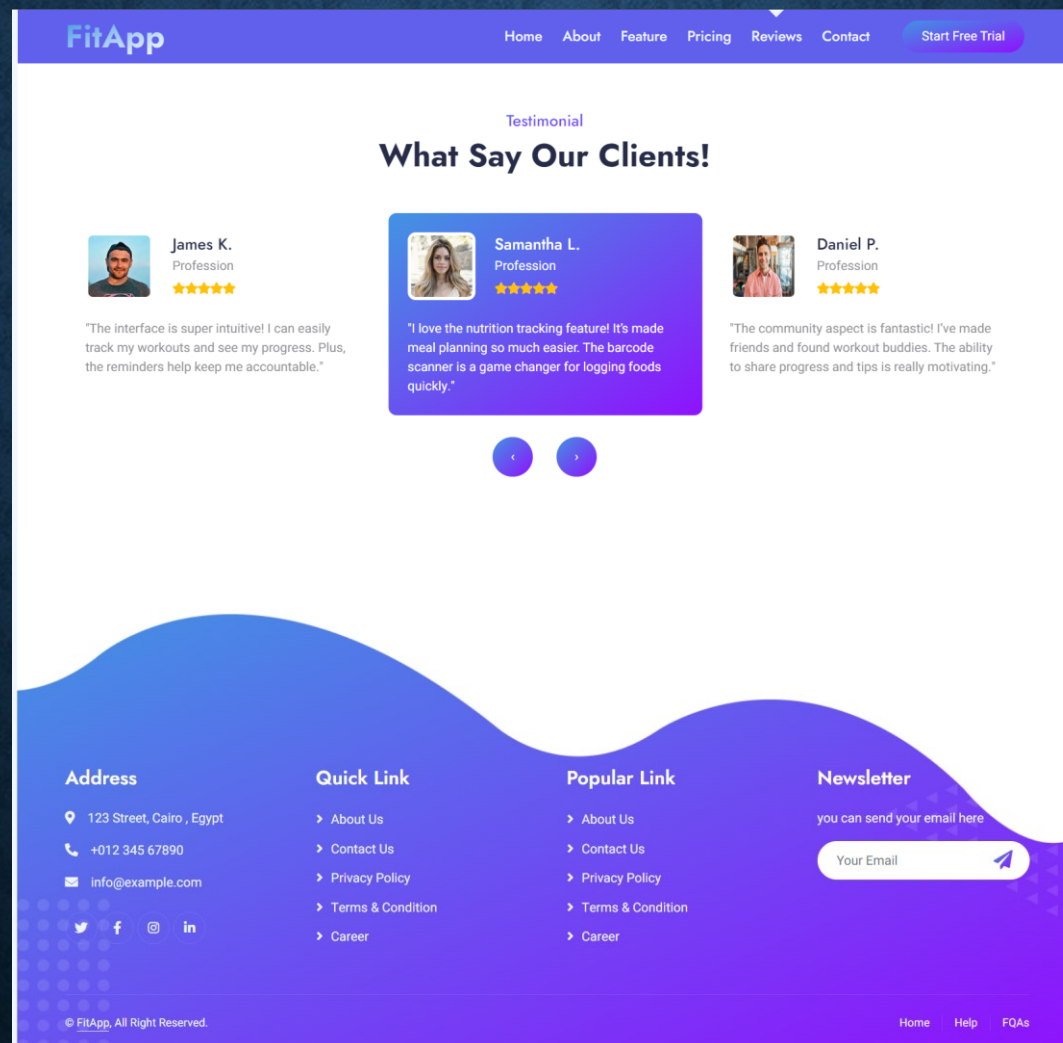 FitApp
Home About Feature Pricing Reviews Contact Start Free Trial
Testimonial
What Say Our Clients!
James K.
Profession
"The interface is super intuitive! I can easily
track my workouts and see my progress. Plus,
the reminders help keep me accountable."
Samantha L.
Profession
"I love the nutrition tracking feature! It's made
meal planning so much easier. The barcode
scanner is a game changer for logging foods
quickly."
Daniel P.
Profession
"The community aspect is fantastic! I've made
friends and found workout buddies. The ability
to share progress and tips is really motivating."
Address
123 Street, Cairo , Egypt
+012 345 67890
info@example.com
Quick Link
About Us
Contact Us
Privacy Policy
Terms & Condition
Career
Popular Link
About Us
Contact Us
Privacy Policy
Terms & Condition
Career
Newsletter
you can send your email here
Your Email
© FitApp, All Right Reserved.
Home Help FQAs